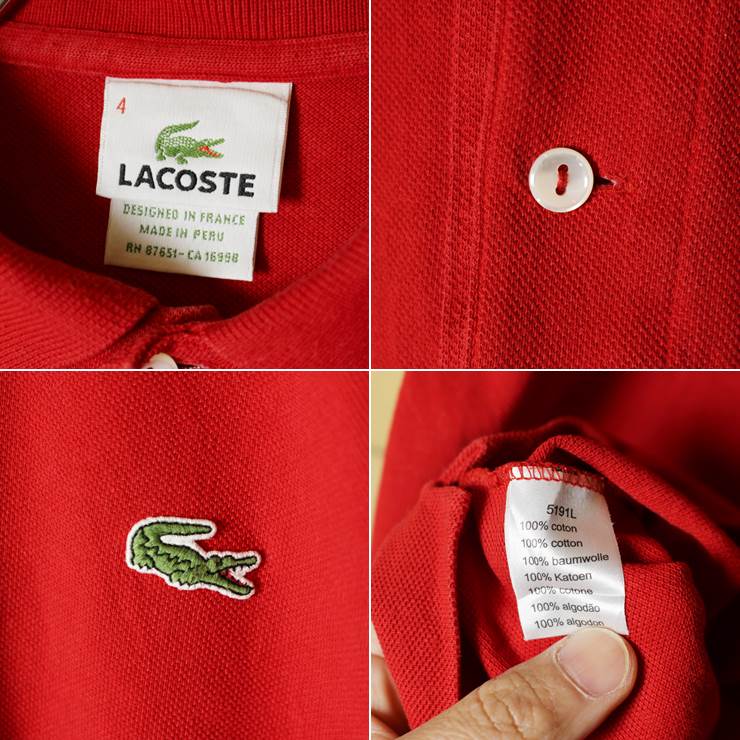 4
LACOSTE
DESIGNED IN FRANCE
MADE IN PERU
RN 87651 - CA 16998
5191L
100% coton
100% cotton
100% baumwolle
100% Katoen
100% cotone
100% algodão
100% algodon